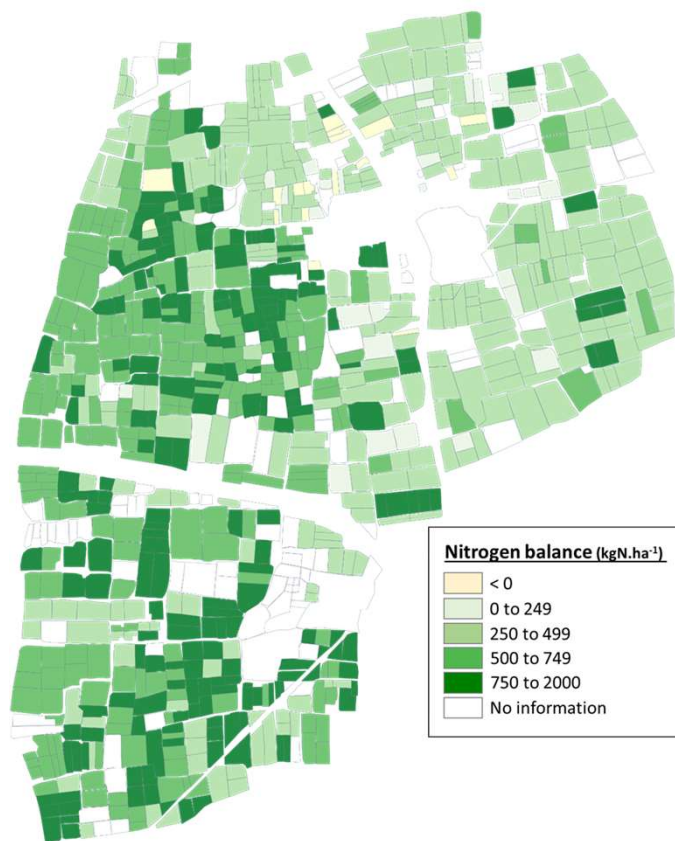 Nitrogen balance (kgN.ha⁻¹)
< 0
0 to 249
250 to 499
500 to 749
750 to 2000
No information